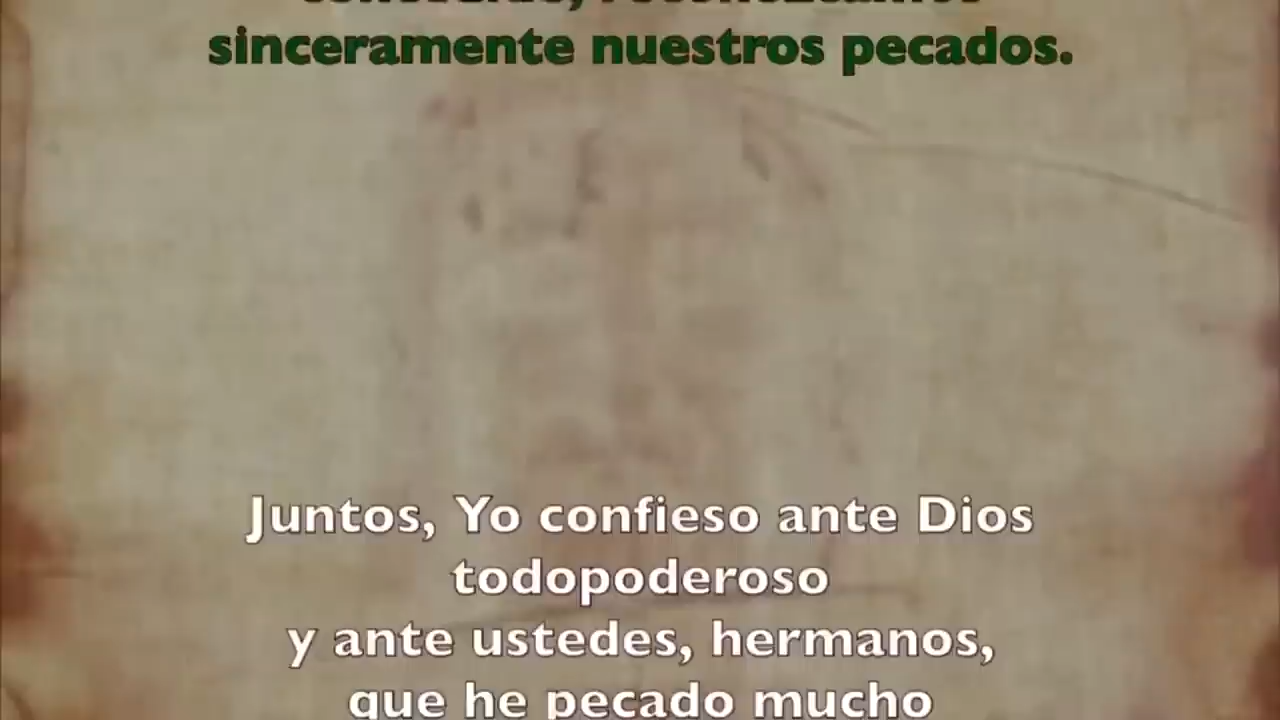 sinceramente nuestros pecados.
Juntos, Yo confieso ante Dios
todopoderoso
y ante ustedes, hermanos,
que he pecado mucho